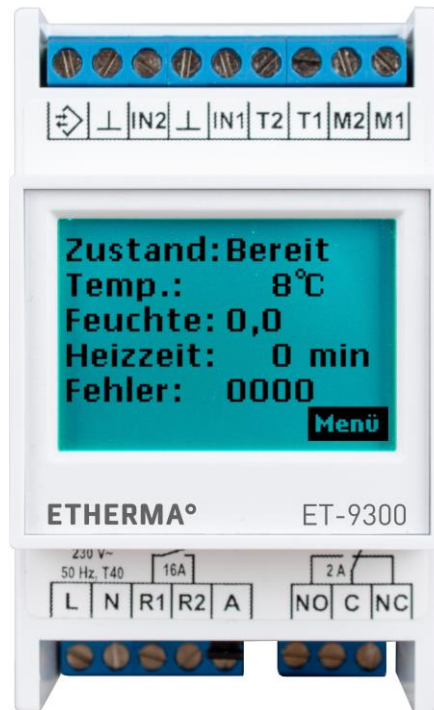 ⊥ IN2 ⊥ IN1 T2 T1 M2 M1
Zustand: Bereit
Temp.: 8°C
Feuchte: 0,0
Heizzeit: 0 min
Fehler: 0000
Menü
ETHERMA° ET-9300
230 V~
50 Hz, T40 16A 2 A
L N R1 R2 A NO C NC